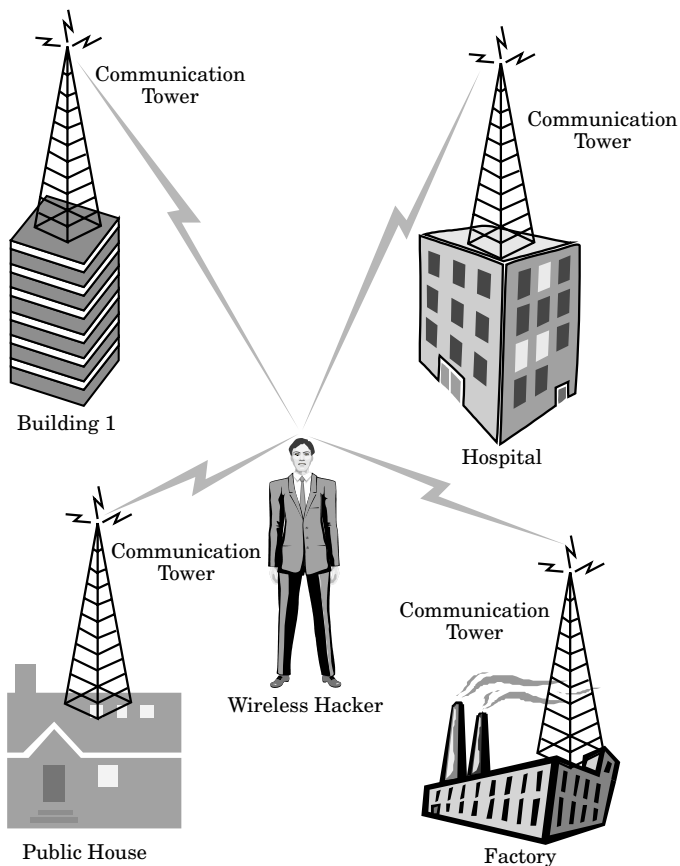 Communication
Tower
Communication
Tower
Building 1
Hospital
Communication
Tower
Communication
Tower
Wireless Hacker
Public House
Factory